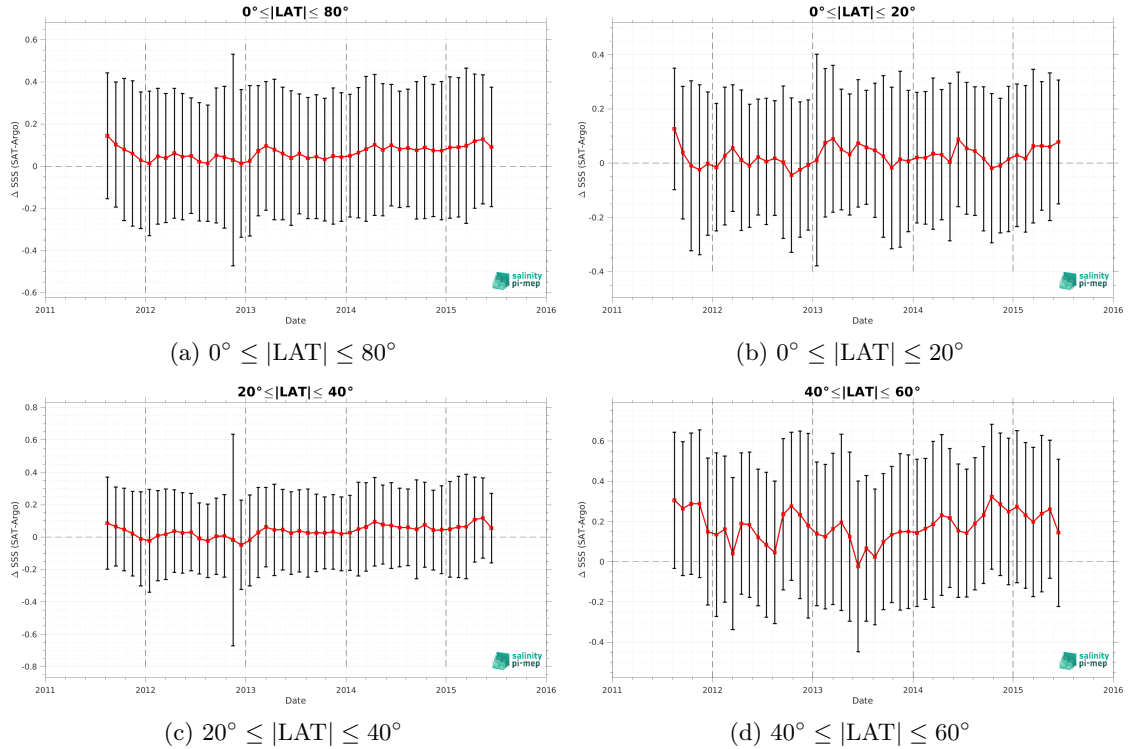 0°≤|LAT|≤ 80°
0.6
0.4
0.2
0
-0.2
-0.4
-0.6
Δ SSS (SAT-Argo)
2011
2012
2013
2014
2015
2016
Date
salinity
pi-mep
(a) 0° ≤ |LAT| ≤ 80°
0°≤|LAT|≤ 20°
0.4
0.2
0
-0.2
-0.4
Δ SSS (SAT-Argo)
2011
2012
2013
2014
2015
2016
Date
salinity
pi-mep
(b) 0° ≤ |LAT| ≤ 20°
20°≤|LAT|≤ 40°
0.8
0.6
0.4
0.2
0
-0.2
-0.4
-0.6
-0.8
Δ SSS (SAT-Argo)
2011
2012
2013
2014
2015
2016
Date
salinity
pi-mep
(c) 20° ≤ |LAT| ≤ 40°
40°≤|LAT|≤ 60°
0.6
0.4
0.2
0
-0.2
-0.4
Δ SSS (SAT-Argo)
2011
2012
2013
2014
2015
2016
Date
salinity
pi-mep
(d) 40° ≤ |LAT| ≤ 60°